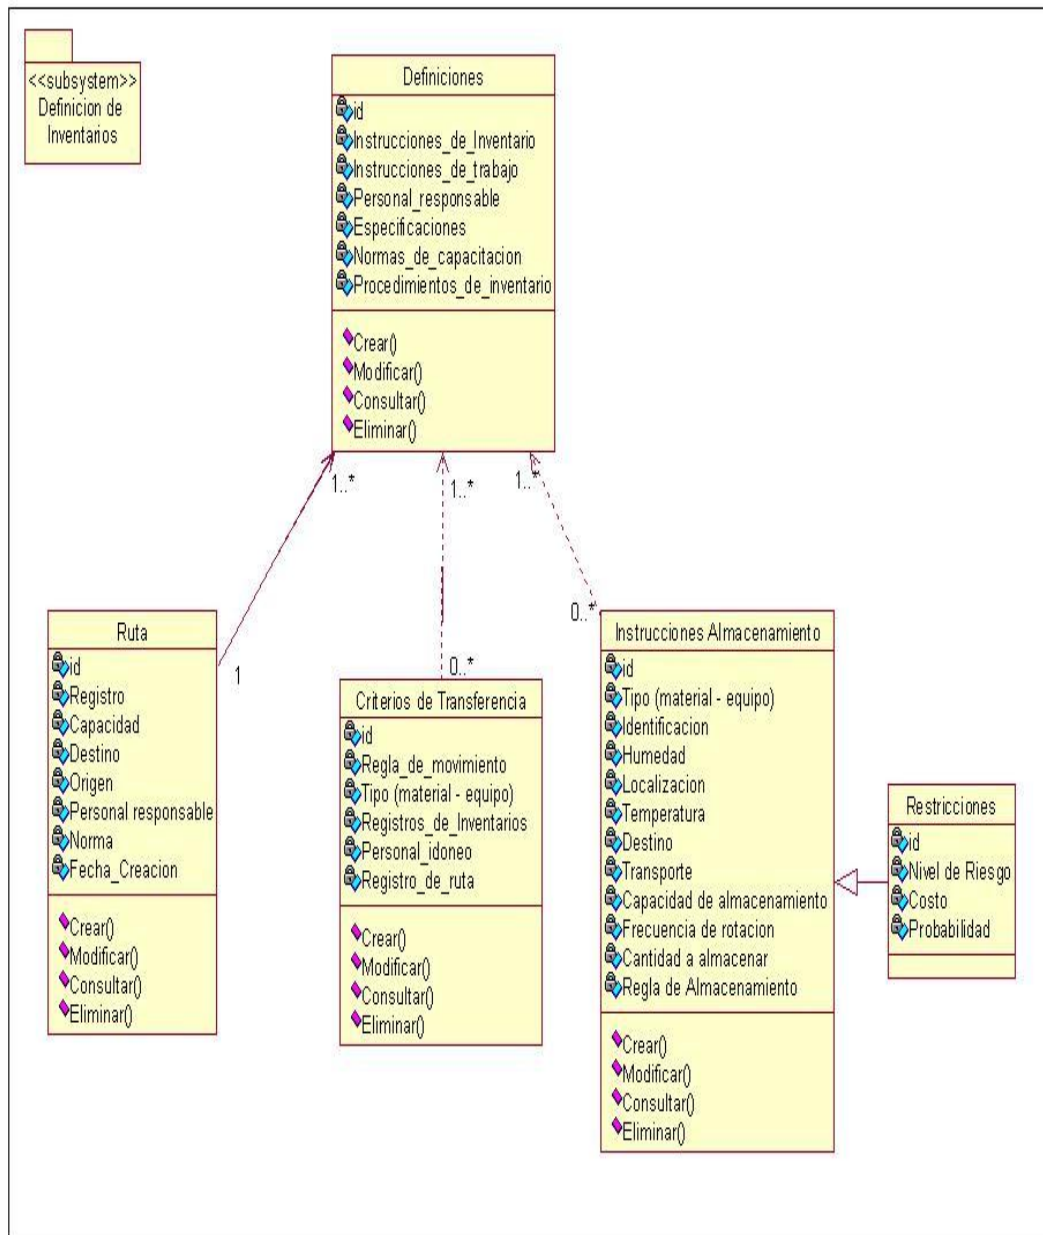 <<subsystem>>
Definicion de
Inventarios
Definiciones
id
Instrucciones_de_Inventario
Instrucciones_de_trabajo
Personal_responsable
Especificaciones
Normas_de_capacitacion
Procedimientos_de_inventario
Crear()
Modificar()
Consultar()
Eliminar()
1..*
1..*
1..*
1
0..*
0..*
Ruta
id
Registro
Capacidad
Destino
Origen
Personal responsable
Norma
Fecha_Creacion
Crear()
Modificar()
Consultar()
Eliminar()
Criterios de Transferencia
id
Regla_de_movimiento
Tipo (material - equipo)
Registros_de_Inventarios
Personal_idoneo
Registro_de_ruta
Crear()
Modificar()
Consultar()
Eliminar()
Instrucciones Almacenamiento
id
Tipo (material - equipo)
Identificacion
Humedad
Localizacion
Temperatura
Destino
Transporte
Capacidad de almacenamiento
Frecuencia de rotacion
Cantidad a almacenar
Regla de Almacenamiento
Crear()
Modificar()
Consultar()
Eliminar()
Restricciones
id
Nivel de Riesgo
Costo
Probabilidad